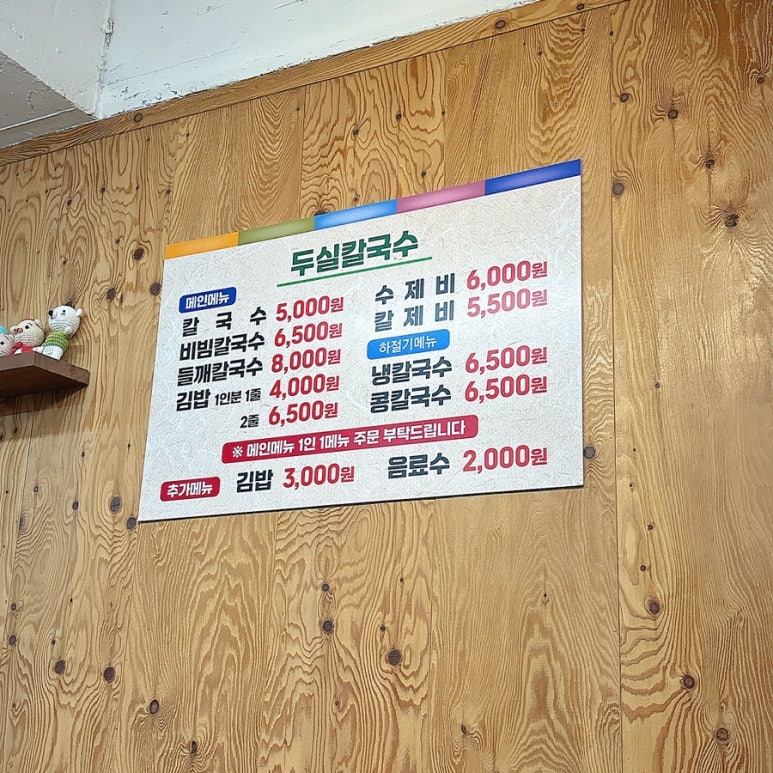 두실칼국수
메인메뉴
칼 국 수 5,000원
비빔칼국수 6,500원
들깨칼국수 8,000원
김밥 1인분 1줄 4,000원
2줄 6,500원
수 제 비 6,000원
칼 제 비 5,500원
하절기메뉴
냉칼국수 6,500원
콩칼국수 6,500원
※ 메인메뉴 1인 1메뉴 주문 부탁드립니다
추가메뉴 김밥 3,000원 음료수 2,000원